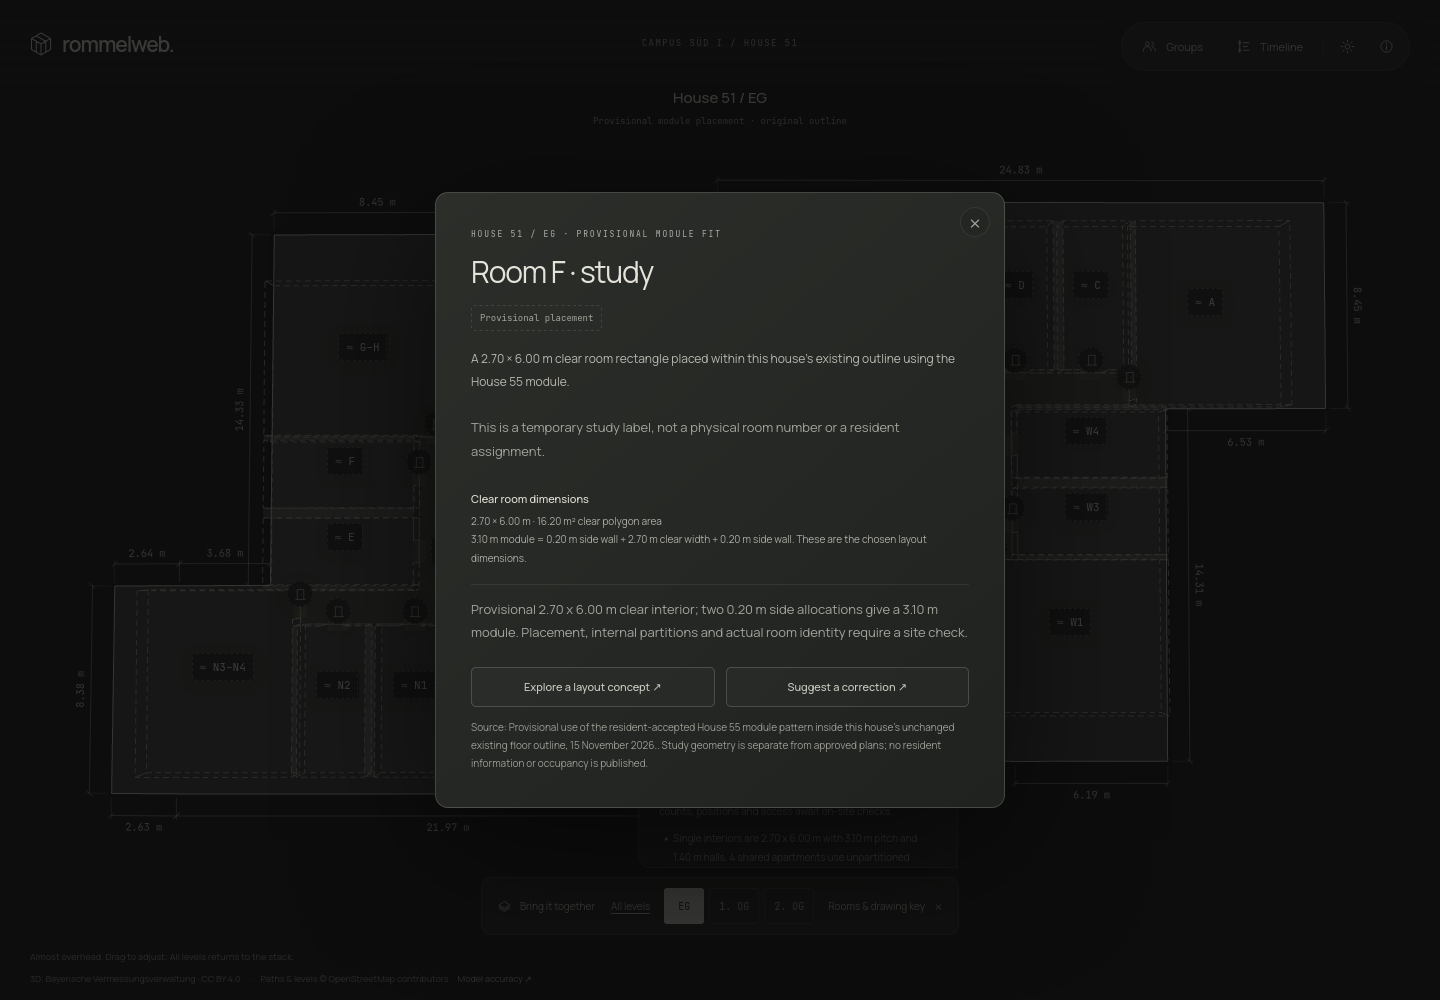 rommelweb.
CAMPUS SÜD I / HOUSE 51
Groups
Timeline
House 51 / EG
Provisional module placement · original outline
24.83 m
8.45 m
HOUSE 51 / EG · PROVISIONAL MODULE FIT
×
Room F · study
Provisional placement
A 2.70 × 6.00 m clear room rectangle placed within this house's existing outline using the
House 55 module.
This is a temporary study label, not a physical room number or a resident
assignment.
Clear room dimensions
2.70 × 6.00 m · 16.20 m² clear polygon area
3.10 m module = 0.20 m side wall + 2.70 m clear width + 0.20 m side wall. These are the chosen layout
dimensions.
Provisional 2.70 x 6.00 m clear interior; two 0.20 m side allocations give a 3.10 m
module. Placement, internal partitions and actual room identity require a site check.
Explore a layout concept ↗
Suggest a correction ↗
Source: Provisional use of the resident-accepted House 55 module pattern inside this house's unchanged
existing floor outline, 15 November 2026.. Study geometry is separate from approved plans; no resident
information or occupancy is published.
≈ G–H
14.33 m
≈ F
≈ E
2.64 m
3.68 m
≈ N3–N4
≈ N2
≈ N1
8.38 m
2.63 m
21.97 m
≈ D
≈ C
≈ A
8.45 m
≈ W4
6.53 m
≈ W3
14.31 m
≈ W1
6.19 m
counts, positions and access await on-site checks.
• Single interiors are 2.70 x 6.00 m with 3.10 m pitch and
1.40 m halls. 4 shared apartments use unpartitioned
Bring it together
All levels
EG
1. OG
2. OG
Rooms & drawing key
×
Almost overhead. Drag to adjust. All levels returns to the stack.
3D: Bayerische Vermessungsverwaltung · CC BY 4.0
Paths & levels © OpenStreetMap contributors
Model accuracy ↗